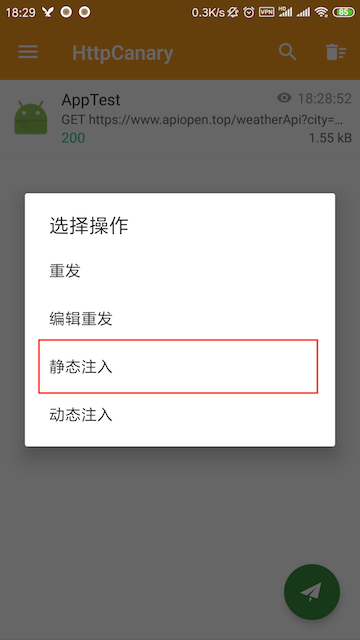 18:29
0.3K/s
VPN
HD
85
HttpCanary
AppTest
18:28:52
GET https://www.apiopen.top/weatherApi?city=...
200
1.55 kB
选择操作
重发
编辑重发
静态注入
动态注入